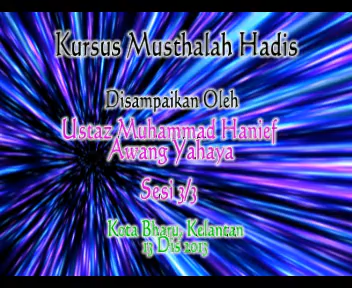 Kursus Musthalah Hadis
Disampaikan Oleh
Ustaz Muhammad Hanief
Awang Yahaya
Sesi 3/3
Kota Bharu, Kelantan
13 Dis 2013